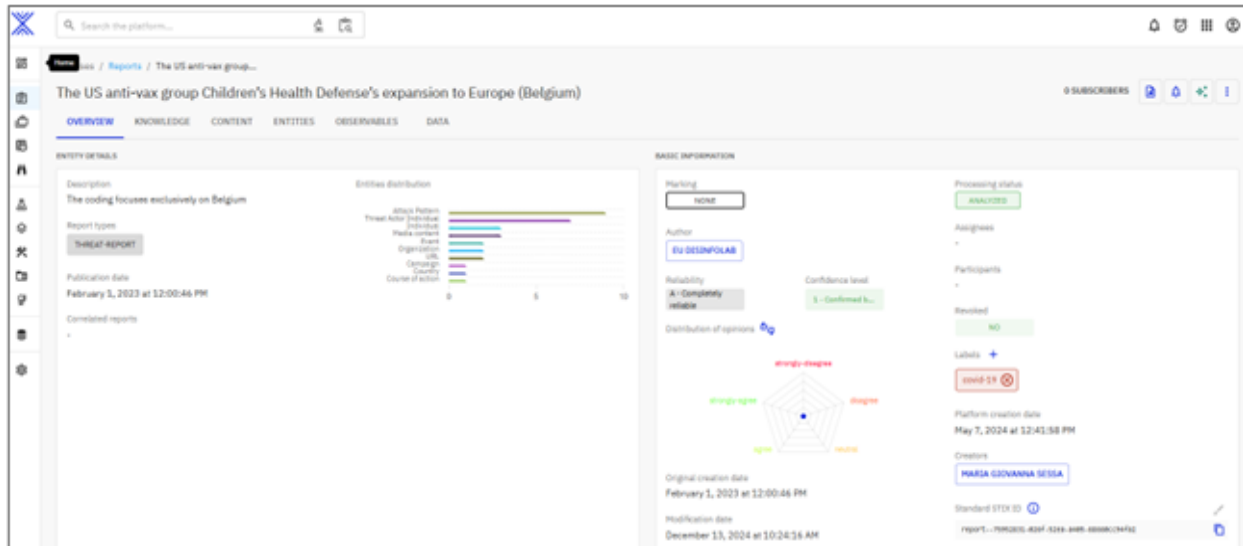 Search the platform...
Home
/ Reports / The US anti-vax group...
The US anti-vax group Children's Health Defense's expansion to Europe (Belgium)
0 SUBSCRIBERS
OVERVIEW KNOWLEDGE CONTENT ENTITIES OBSERVABLES DATA
ENTITY DETAILS
Description
The coding focuses exclusively on Belgium
Report types
THREAT-REPORT
Publication date
February 1, 2023 at 12:00:46 PM
Correlated reports
-
Entities distribution
Attack Pattern
Threat Actor Individual
Individual
Media content
Event
Organization
URL
Campaign
Country
Course of action
0 5 10
BASIC INFORMATION
Marking
NONE
Author
EU DISINFOLAB
Reliability
A - Completely
reliable
Confidence level
1 - Confirmed b...
Distribution of opinions
strongly-disagree
strongly-agree
disagree
agree
neutral
Original creation date
February 1, 2023 at 12:00:46 PM
Modification date
December 13, 2024 at 10:24:16 AM
Processing status
ANALYZED
Assignees
-
Participants
-
Revoked
NO
Labels +
covid-19
Platform creation date
May 7, 2024 at 12:41:58 PM
Creators
MARIA GIOVANNA SESSA
Standard STIX ID